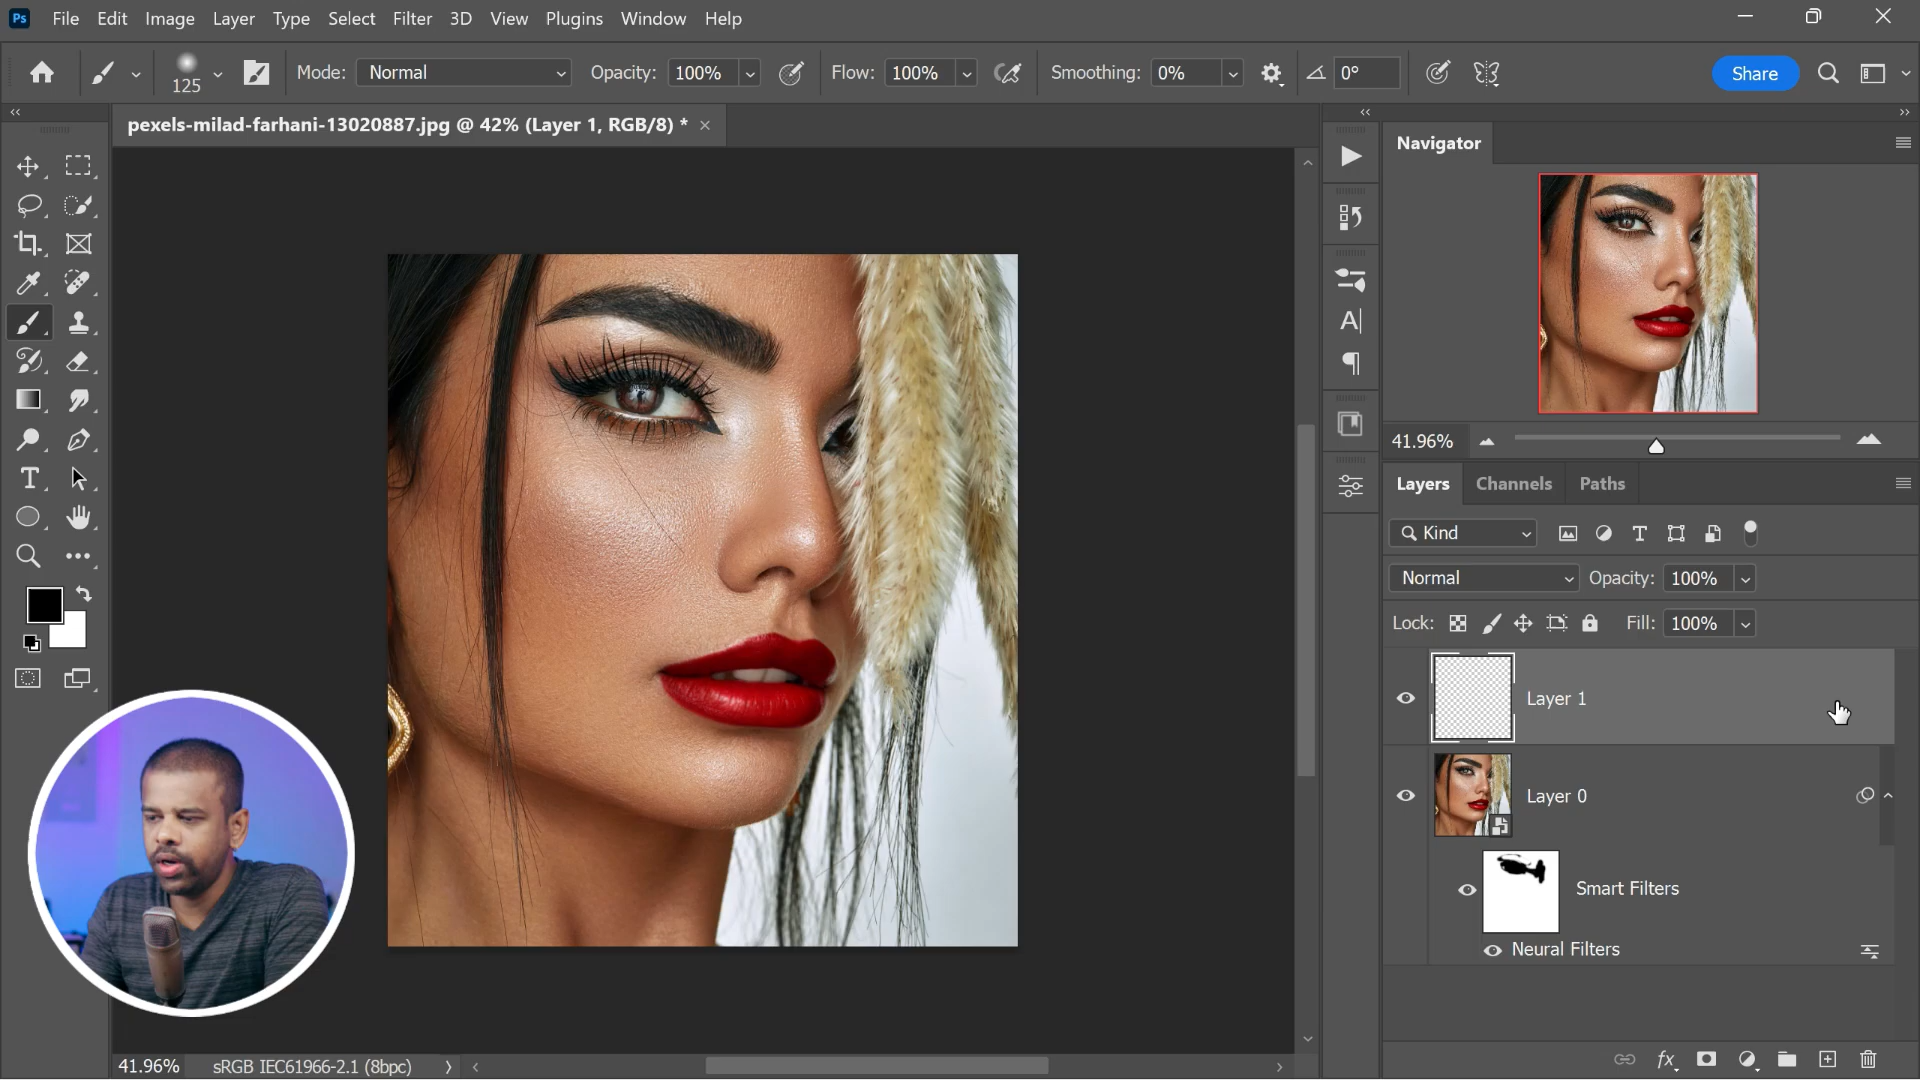 Ps File Edit Image Layer Type Select Filter 3D View Plugins Window Help
125 Mode: Normal Opacity: 100% Flow: 100% Smoothing: 0% 0° Share
pexels-milad-farhani-13020887.jpg @ 42% (Layer 1, RGB/8) *
Navigator
41.96%
Layers Channels Paths
Kind
Normal Opacity: 100%
Lock: Fill: 100%
Layer 1
Layer 0
Smart Filters
Neural Filters
fx
41.96% sRGB IEC61966-2.1 (8bpc)